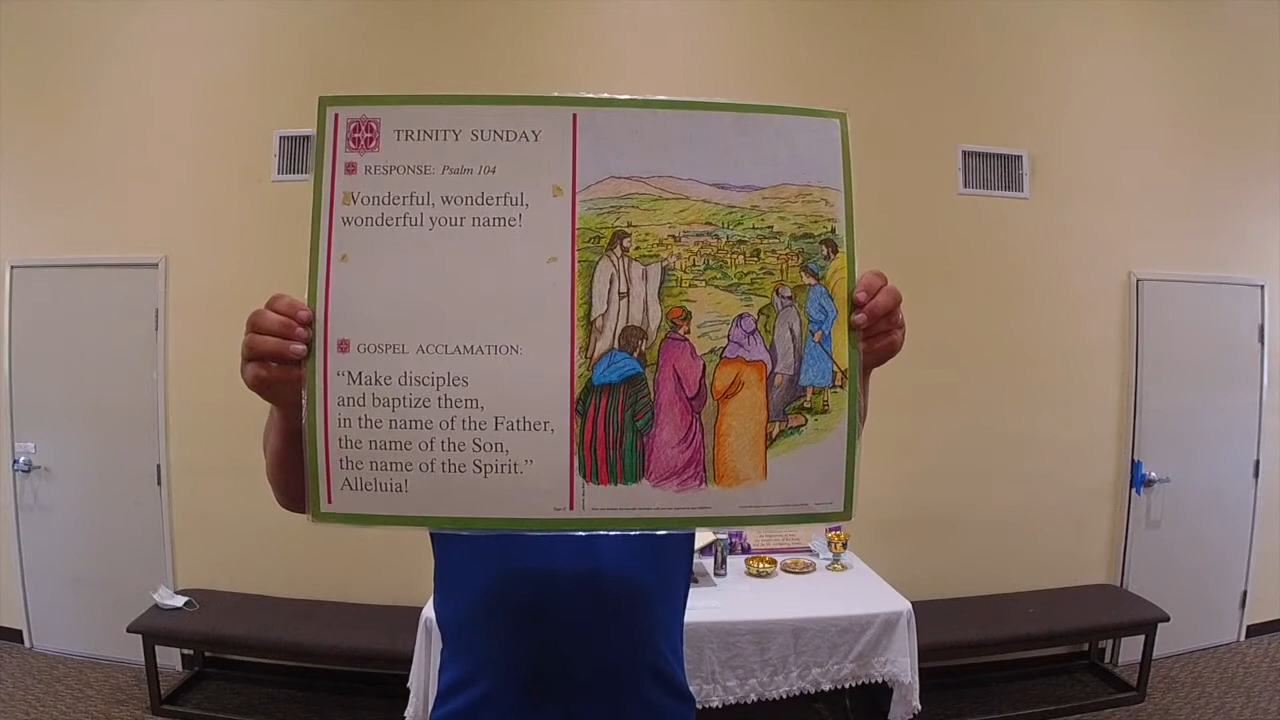 TRINITY SUNDAY
RESPONSE: Psalm 104
Wonderful, wonderful,
wonderful your name!
GOSPEL ACCLAMATION:
“Make disciples
and baptize them,
in the name of the Father,
the name of the Son,
the name of the Spirit.”
Alleluia!